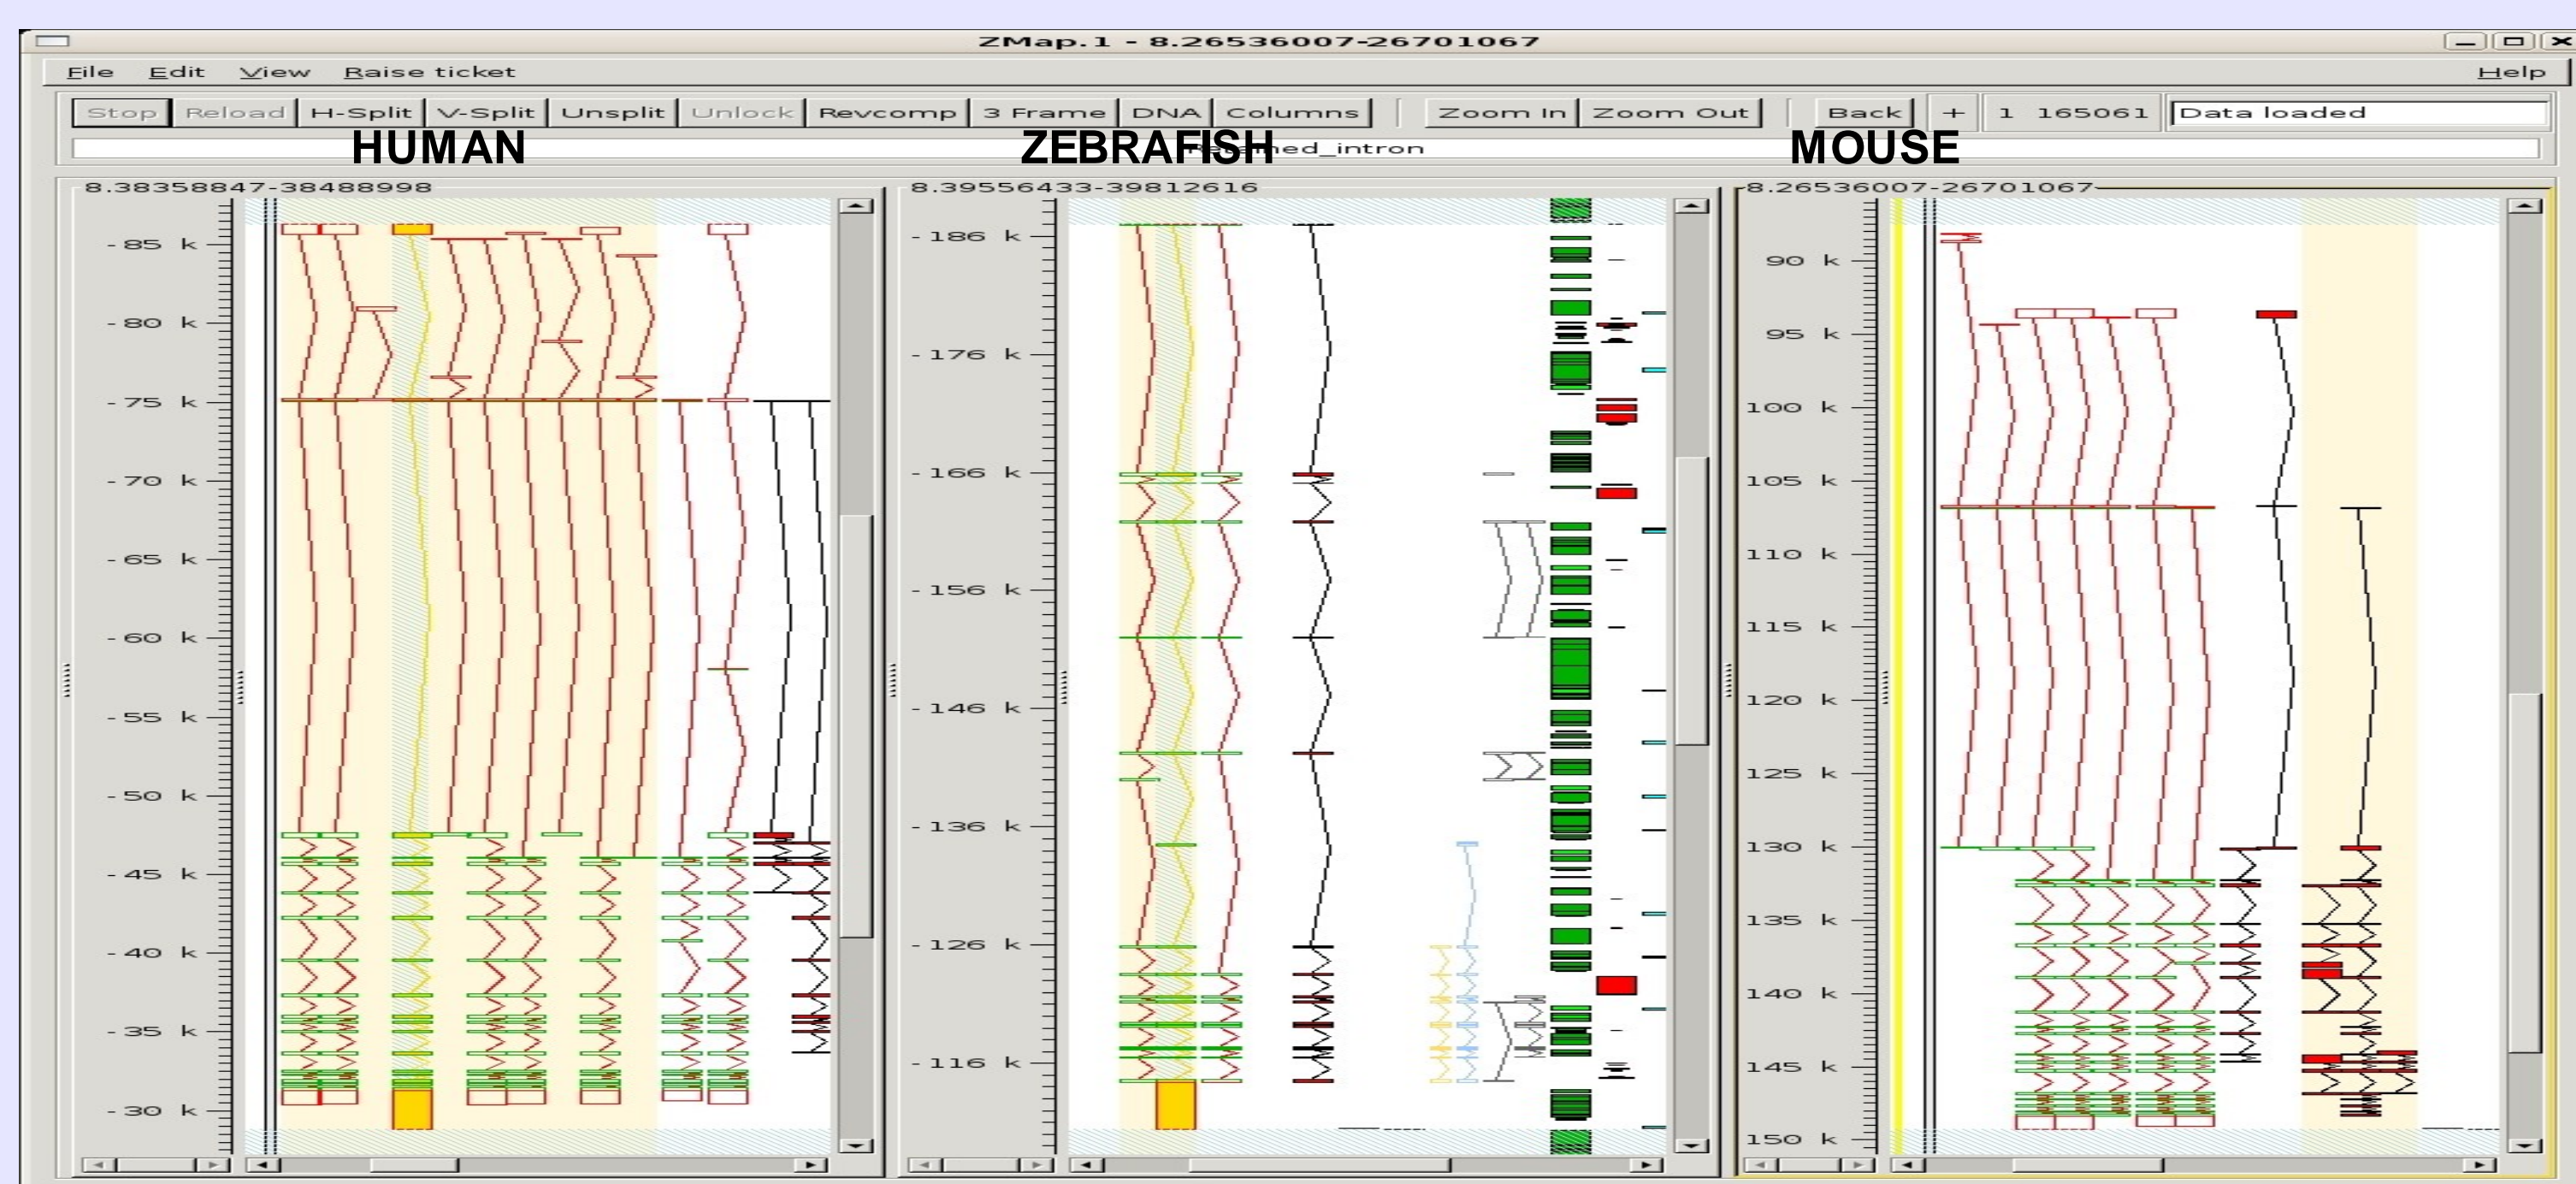 ZMap.1 - 8.26536007-26701067
File Edit View Raise ticket Help
Stop Reload H-Split V-Split Unsplit Unlock Revcomp 3 Frame DNA Columns Zoom In Zoom Out Back + 1 165061 Data loaded
HUMAN ZEBRAFISH MOUSE
8.38358847-38488998
-85 k
-80 k
-75 k
-70 k
-65 k
-60 k
-55 k
-50 k
-45 k
-40 k
-35 k
-30 k
8.39556433-39812616
-186 k
-176 k
-166 k
-156 k
-146 k
-136 k
-126 k
-116 k
8.26536007-26701067
90 k
95 k
100 k
105 k
110 k
115 k
120 k
125 k
130 k
135 k
140 k
145 k
150 k